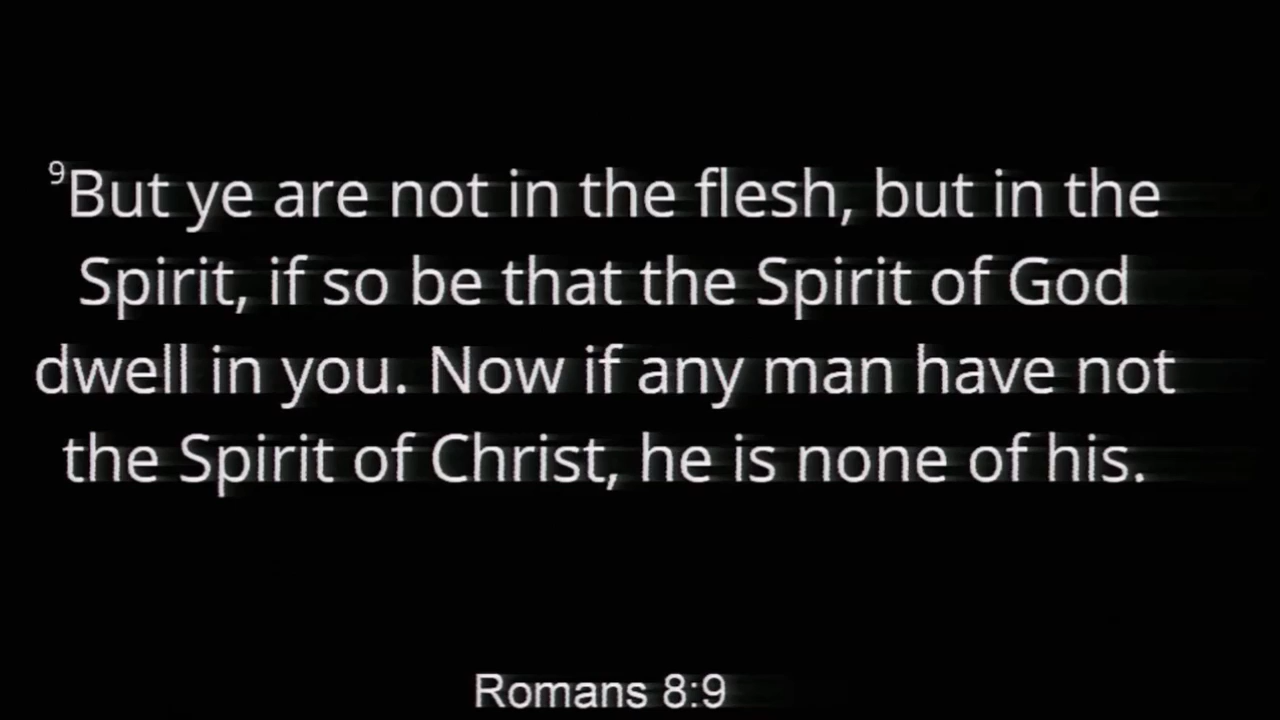 ⁹But ye are not in the flesh, but in the
Spirit, if so be that the Spirit of God
dwell in you. Now if any man have not
the Spirit of Christ, he is none of his.
Romans 8:9